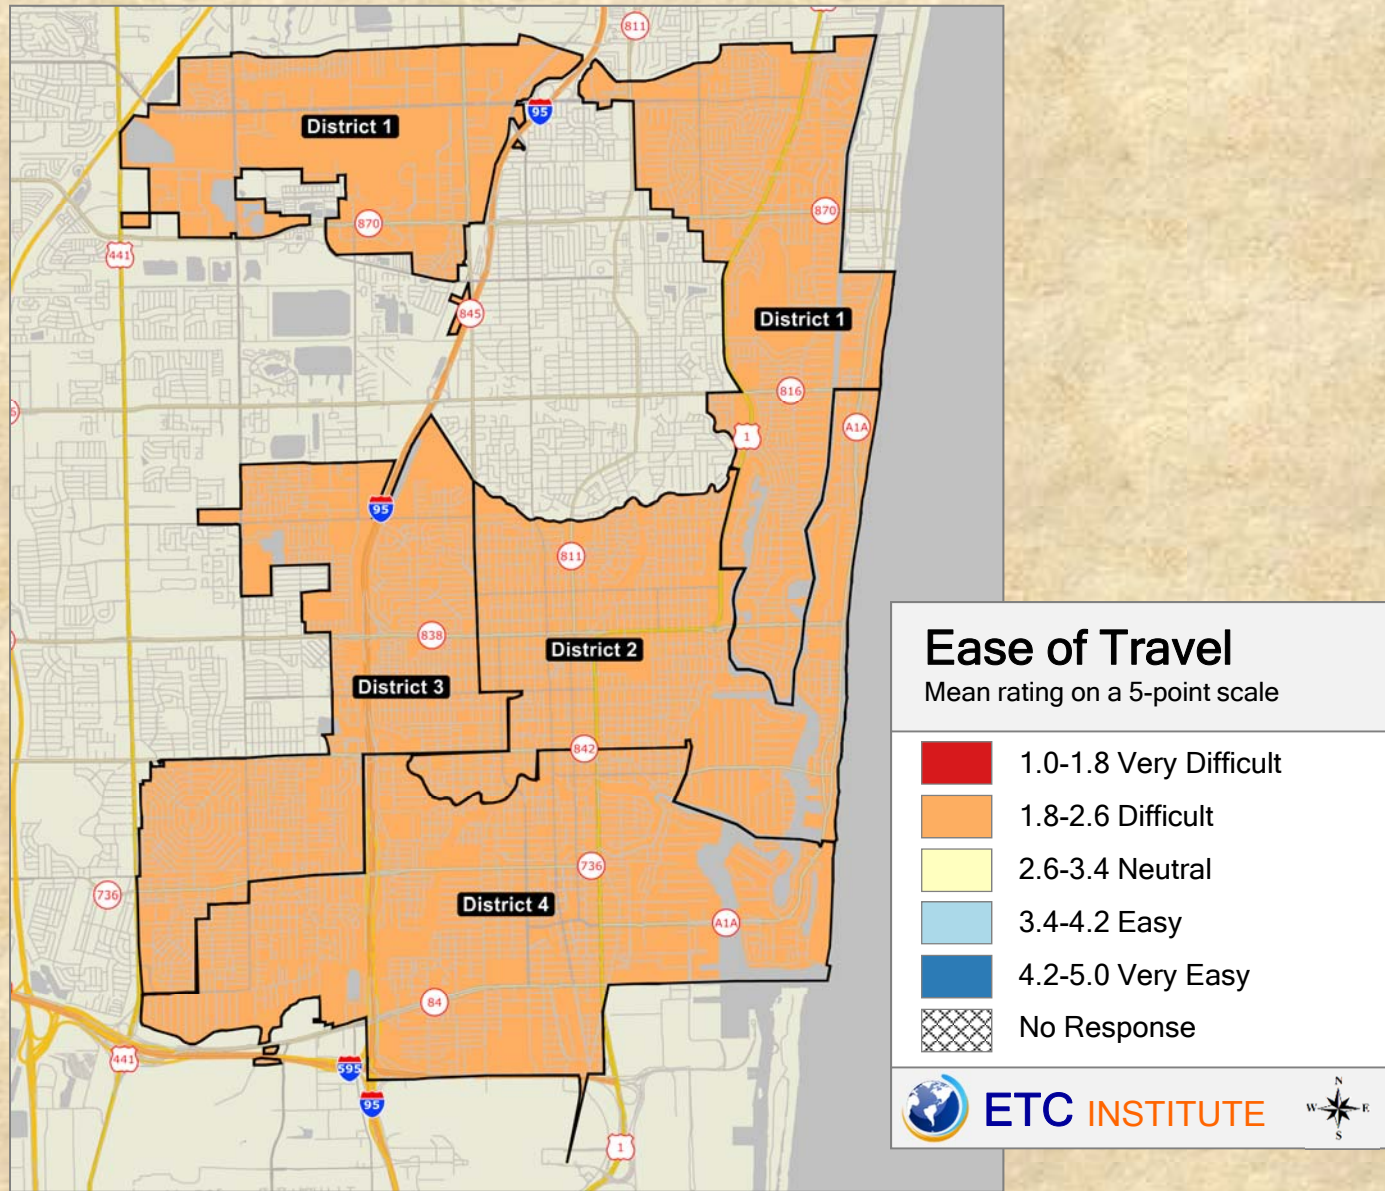 811
95
District 1
870
870
441
845
District 1
816
A1A
1
95
811
838
District 2
District 3
842
736
736
District 4
A1A
84
441
595
95
1
Ease of Travel
Mean rating on a 5-point scale
1.0-1.8 Very Difficult
1.8-2.6 Difficult
2.6-3.4 Neutral
3.4-4.2 Easy
4.2-5.0 Very Easy
No Response
ETC INSTITUTE
N
W E
S